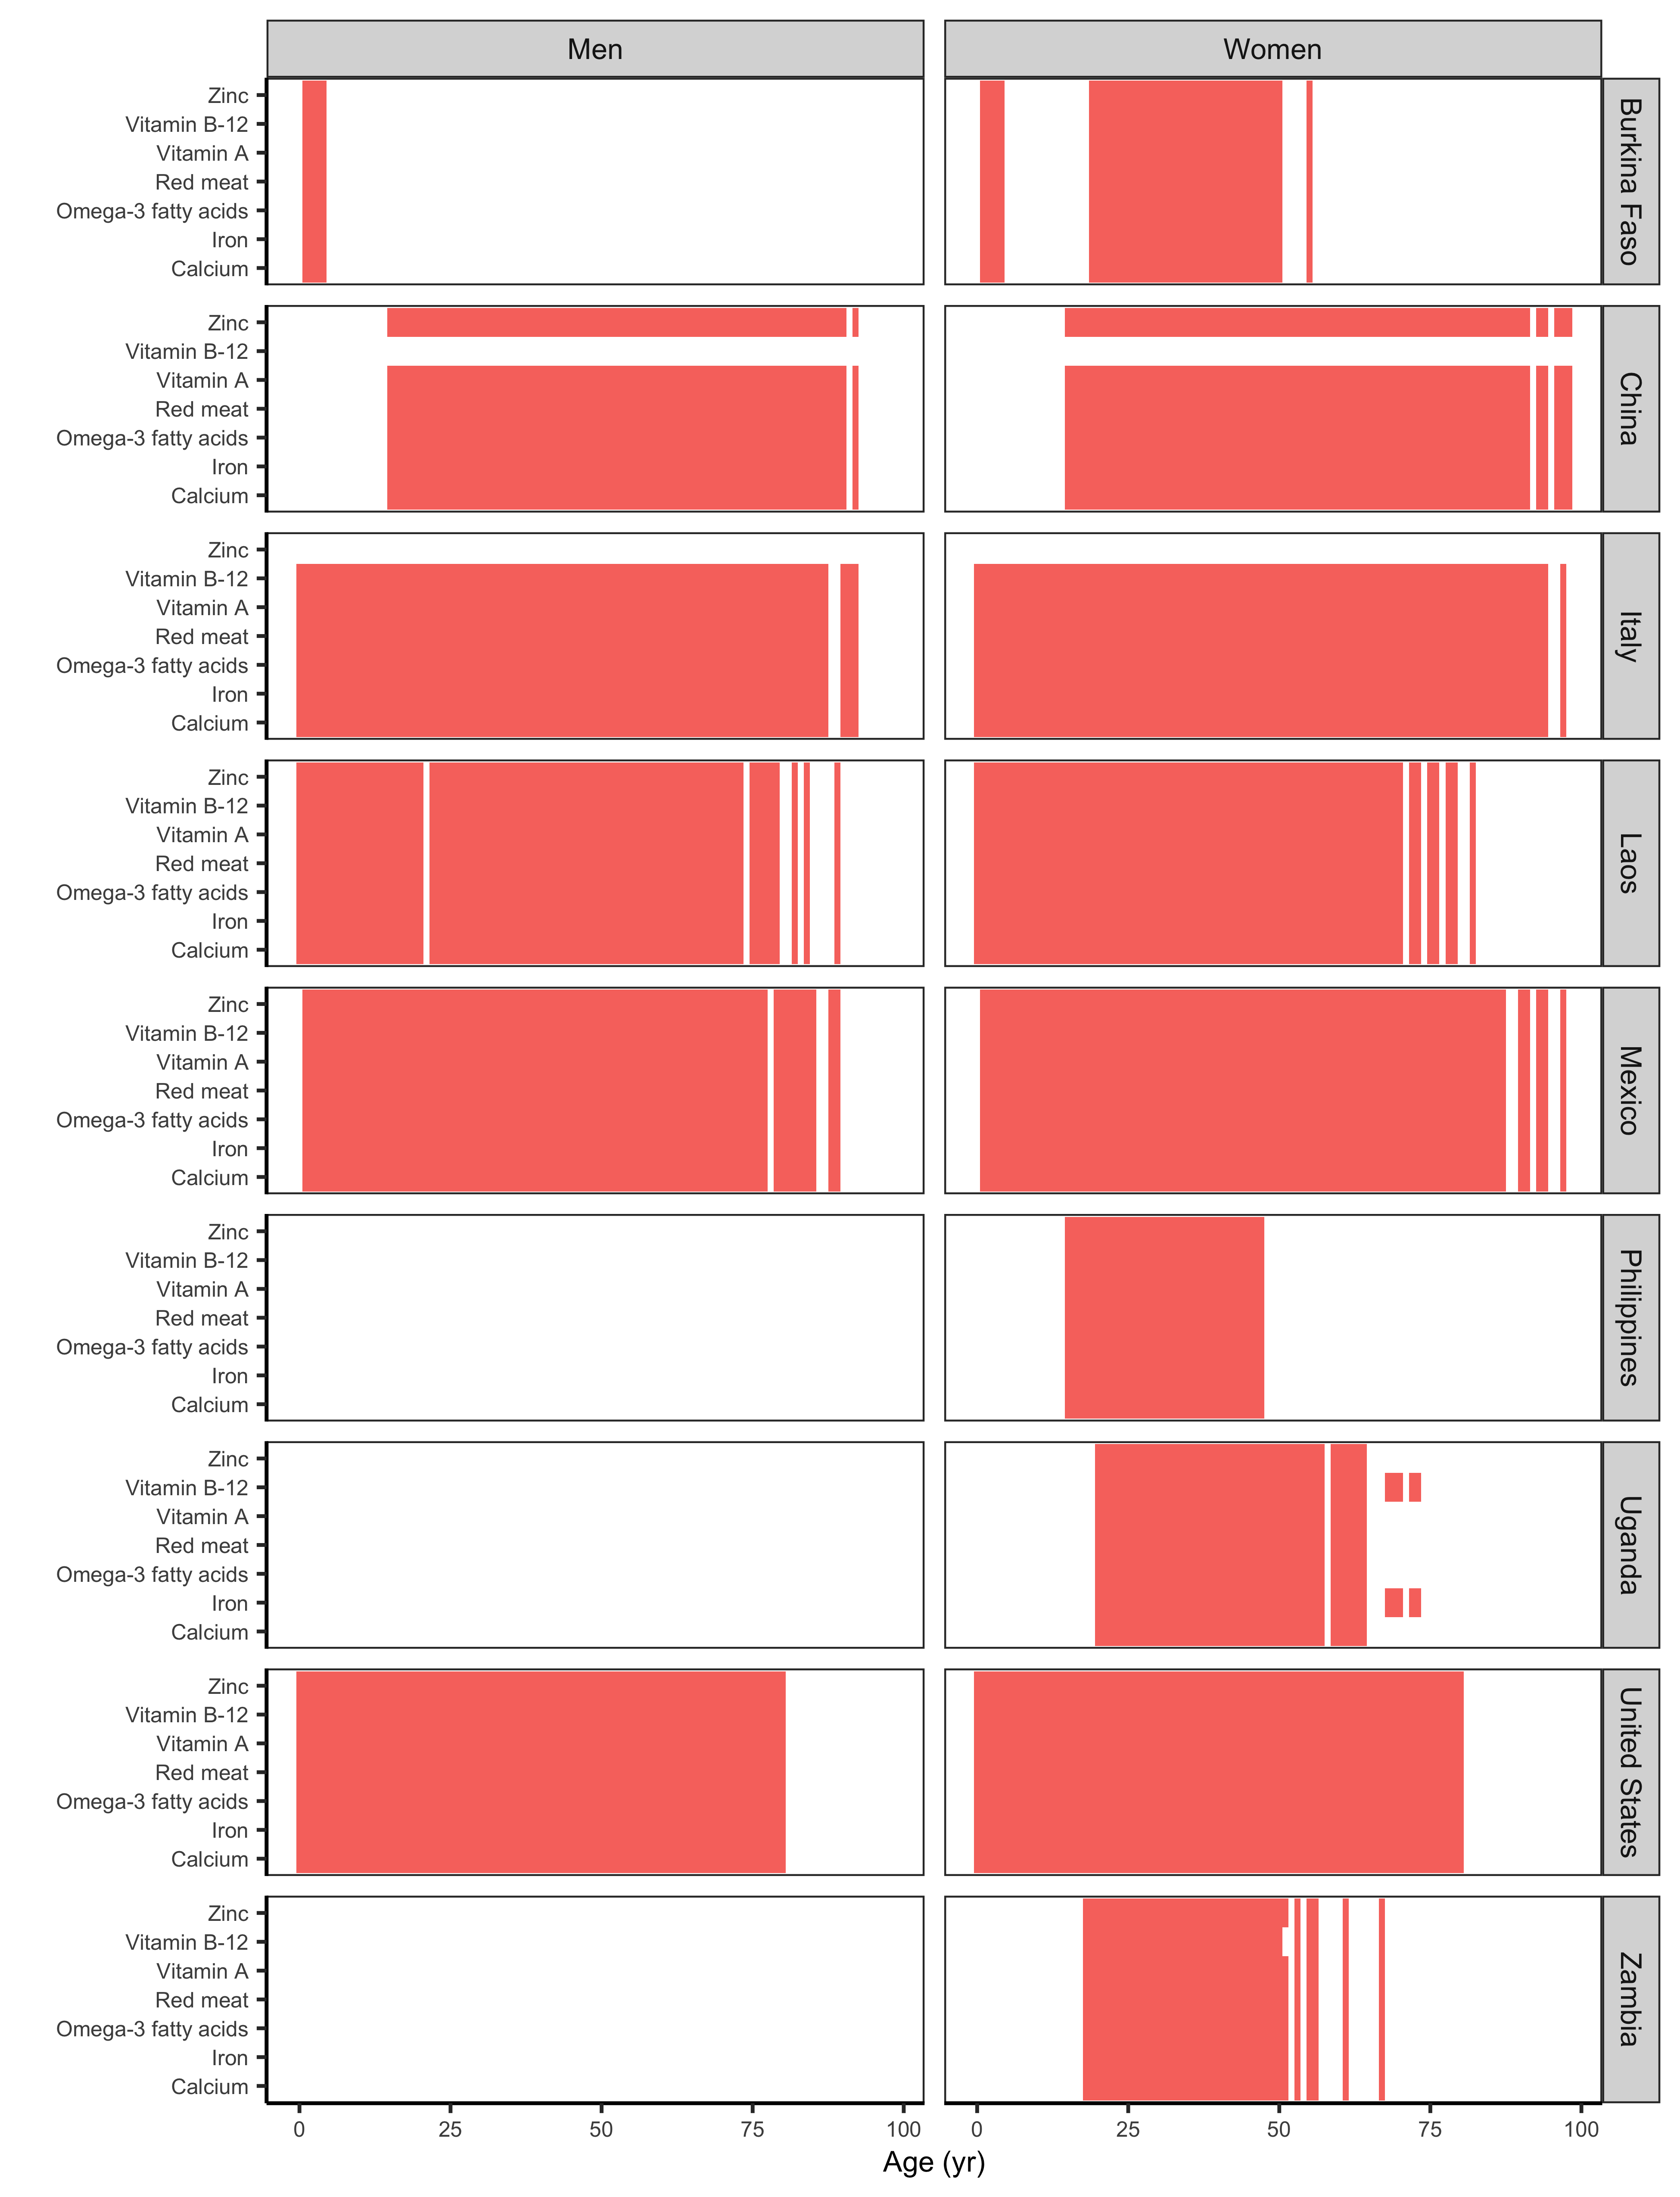 Men
Women
Zinc
Vitamin B-12
Vitamin A
Red meat
Omega-3 fatty acids
Iron
Calcium
Burkina Faso
Zinc
Vitamin B-12
Vitamin A
Red meat
Omega-3 fatty acids
Iron
Calcium
China
Zinc
Vitamin B-12
Vitamin A
Red meat
Omega-3 fatty acids
Iron
Calcium
Italy
Zinc
Vitamin B-12
Vitamin A
Red meat
Omega-3 fatty acids
Iron
Calcium
Laos
Zinc
Vitamin B-12
Vitamin A
Red meat
Omega-3 fatty acids
Iron
Calcium
Mexico
Zinc
Vitamin B-12
Vitamin A
Red meat
Omega-3 fatty acids
Iron
Calcium
Philippines
Zinc
Vitamin B-12
Vitamin A
Red meat
Omega-3 fatty acids
Iron
Calcium
Uganda
Zinc
Vitamin B-12
Vitamin A
Red meat
Omega-3 fatty acids
Iron
Calcium
United States
Zinc
Vitamin B-12
Vitamin A
Red meat
Omega-3 fatty acids
Iron
Calcium
Zambia
0 25 50 75 100
0 25 50 75 100
Age (yr)